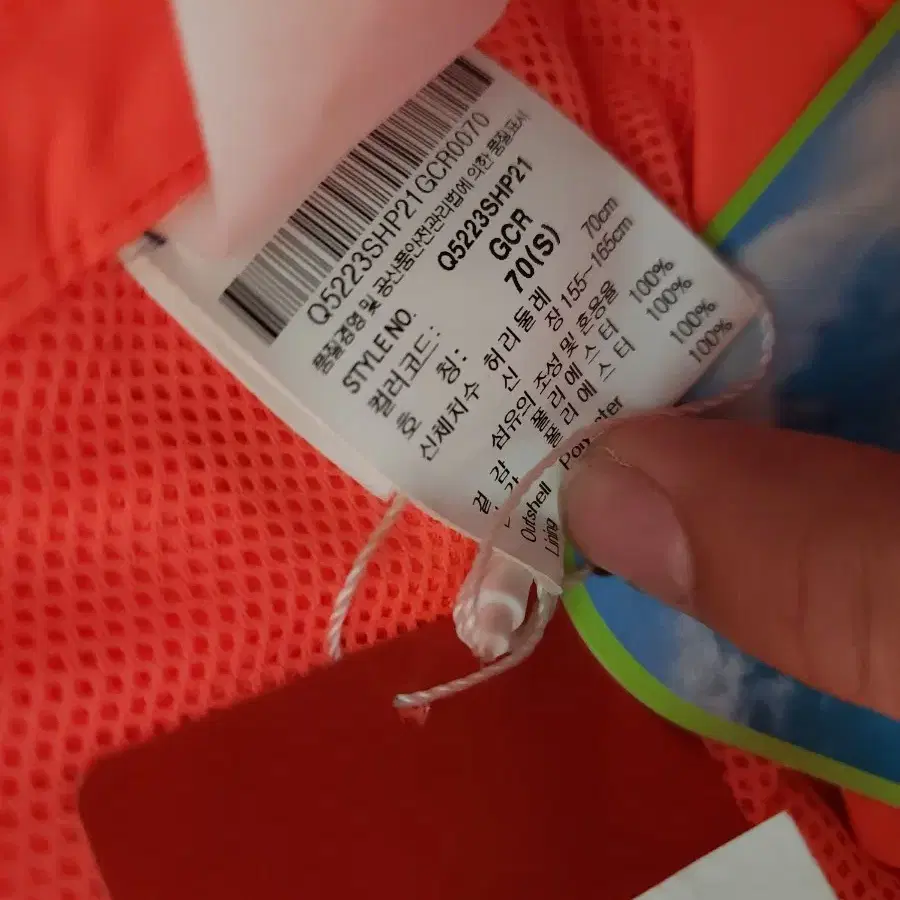 Q5223SHP21GCR0070
품질경영 및 공산품안전관리법에 의한 품질표시
STYLE NO. Q5223SHP21
컬러코드: GCR
호 칭: 70(S)
신체치수 허리둘레 70cm
신 장 155~165cm
섬유의 조성 및 혼용율
겉 감 폴리에스터 100%
폴리에스터 100%
Outshell 100%
Lining 100%